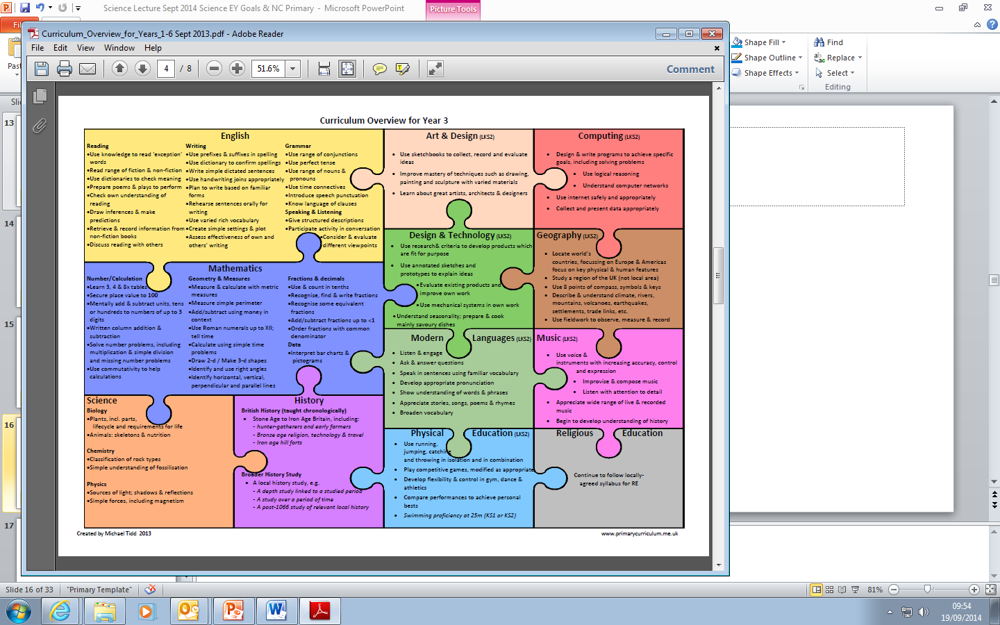 Science Lecture Sept 2014 Science EY Goals & NC Primary - Microsoft PowerPoint
Picture Tools
Curriculum_Overview_for_Years_1-6 Sept 2013.pdf - Adobe Reader
File Edit View Window Help
4 / 8
51.6%
Comment
Shape Fill
Shape Outline
Shape Effects
Find
Replace
Select
Editing
13
14
15
16
17
Curriculum Overview for Year 3
English
Reading
•Use knowledge to read ‘exception’
words
•Read range of fiction & non-fiction
•Use dictionaries to check meaning
•Prepare poems & plays to perform
•Check own understanding of
reading
•Draw inferences & make
predictions
•Retrieve & record information from
non-fiction books
•Discuss reading with others
Writing
•Use prefixes & suffixes in spelling
•Use dictionary to confirm spellings
•Write simple dictated sentences
•Use handwriting joins appropriately
•Plan to write based on familiar
forms
•Rehearse sentences orally for
writing
•Use varied rich vocabulary
•Create simple settings & plot
•Assess effectiveness of own and
others’ writing
Grammar
•Use range of conjunctions
•Use perfect tense
•Use range of nouns &
pronouns
•Use time connectives
•Introduce speech punctuation
•Know language of clauses
Speaking & Listening
•Give structured descriptions
•Participate activity in conversation
•Consider & evaluate
different viewpoints
Art & Design (LKS2)
• Use sketchbooks to collect, record and evaluate
ideas
• Improve mastery of techniques such as drawing,
painting and sculpture with varied materials
• Learn about great artists, architects & designers
Computing (LKS2)
• Design & write programs to achieve specific
goals, including solving problems
• Use logical reasoning
• Understand computer networks
• Use internet safely and appropriately
• Collect and present data appropriately
Mathematics
Number/Calculation
•Learn 3, 4 & 8x tables
•Secure place value to 100
•Mentally add & subtract units, tens
or hundreds to numbers of up to 3
digits
•Written column addition &
subtraction
•Solve number problems, including
multiplication & simple division
and missing number problems
•Use commutativity to help
calculations
Geometry & Measures
•Measure & calculate with metric
measures
•Measure simple perimeter
•Add/subtract using money in
context
•Use Roman numerals up to XII;
tell time
•Calculate using simple time
problems
•Draw 2-d / Make 3-d shapes
•Identify and use right angles
•Identify horizontal, vertical,
perpendicular and parallel lines
Fractions & decimals
•Use & count in tenths
•Recognise, find & write fractions
•Recognise some equivalent
fractions
•Add/subtract fractions up to <1
•Order fractions with common
denominator
Data
•Interpret bar charts &
pictograms
Design & Technology (LKS2)
• Use research& criteria to develop products which
are fit for purpose
• Use annotated sketches and
prototypes to explain ideas
•Evaluate existing products and
improve own work
•Use mechanical systems in own work
•Understand seasonality; prepare & cook
mainly savoury dishes
Geography (LKS2)
• Locate world’s
countries, focussing on Europe & Americas
focus on key physical & human features
• Study a region of the UK (not local area)
• Use 8 points of compass, symbols & keys
• Describe & understand climate, rivers,
mountains, volcanoes, earthquakes,
settlements, trade links, etc.
• Use fieldwork to observe, measure & record
Modern Languages (LKS2)
• Listen & engage
• Ask & answer questions
• Speak in sentences using familiar vocabulary
• Develop appropriate pronunciation
• Show understanding of words & phrases
• Appreciate stories, songs, poems & rhymes
• Broaden vocabulary
Music (LKS2)
• Use voice &
instruments with increasing accuracy, control
and expression
• Improvise & compose music
• Listen with attention to detail
• Appreciate wide range of live & recorded
music
• Begin to develop understanding of history
Science
Biology
•Plants, incl. parts,
lifecycle and requirements for life
•Animals: skeletons & nutrition
Chemistry
•Classification of rock types
•Simple understanding of fossilisation
Physics
•Sources of light; shadows & reflections
•Simple forces, including magnetism
History
British History (taught chronologically)
• Stone Age to Iron Age Britain, including:
- hunter-gatherers and early farmers
- Bronze age religion, technology & travel
- Iron age hill forts
Broader History Study
• A local history study, e.g.
- A depth study linked to a studied period
- A study over a period of time
- A post-1066 study of relevant local history
Physical Education (LKS2)
• Use running,
jumping, catching
and throwing in isolation and in combination
• Play competitive games, modified as appropriate
• Develop flexibility & control in gym, dance &
athletics
• Compare performances to achieve personal
bests
• Swimming proficiency at 25m (KS1 or KS2)
Religious Education
Continue to follow locally-
agreed syllabus for RE
Created by Michael Tidd 2013
www.primarycurriculum.me.uk
Slide 16 of 33
"Primary Template"
81%
09:54
19/09/2014